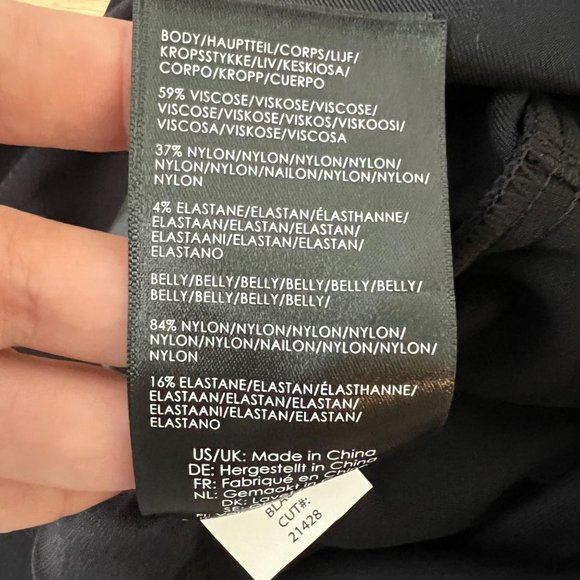 BODY/HAUPTTEIL/CORPS/LIJF/
KROPSSTYKKE/LIV/KESKIOSA/
CORPO/KROPP/CUERPO
59% VISCOSE/VISKOSE/VISCOSE/
VISCOSE/VISKOSE/VISKOS/VISKOOSI/
VISCOSA/VISKOSE/VISCOSA
37% NYLON/NYLON/NYLON/NYLON/
NYLON/NYLON/NAILON/NYLON/NYLON/
NYLON
4% ELASTANE/ELASTAN/ÉLASTHANNE/
ELASTAAN/ELASTAN/ELASTAN/
ELASTAANI/ELASTAN/ELASTAN/
ELASTANO
BELLY/BELLY/BELLY/BELLY/BELLY/BELLY/
BELLY/BELLY/BELLY/BELLY/
84% NYLON/NYLON/NYLON/NYLON/
NYLON/NYLON/NAILON/NYLON/NYLON/
NYLON
16% ELASTANE/ELASTAN/ÉLASTHANNE/
ELASTAAN/ELASTAN/ELASTAN/
ELASTAANI/ELASTAN/ELASTAN/
ELASTANO
US/UK: Made in China
DE: Hergestellt in China
FR: Fabriqué en China
NL: Gemaakt in
DK:
CUT#:
21428